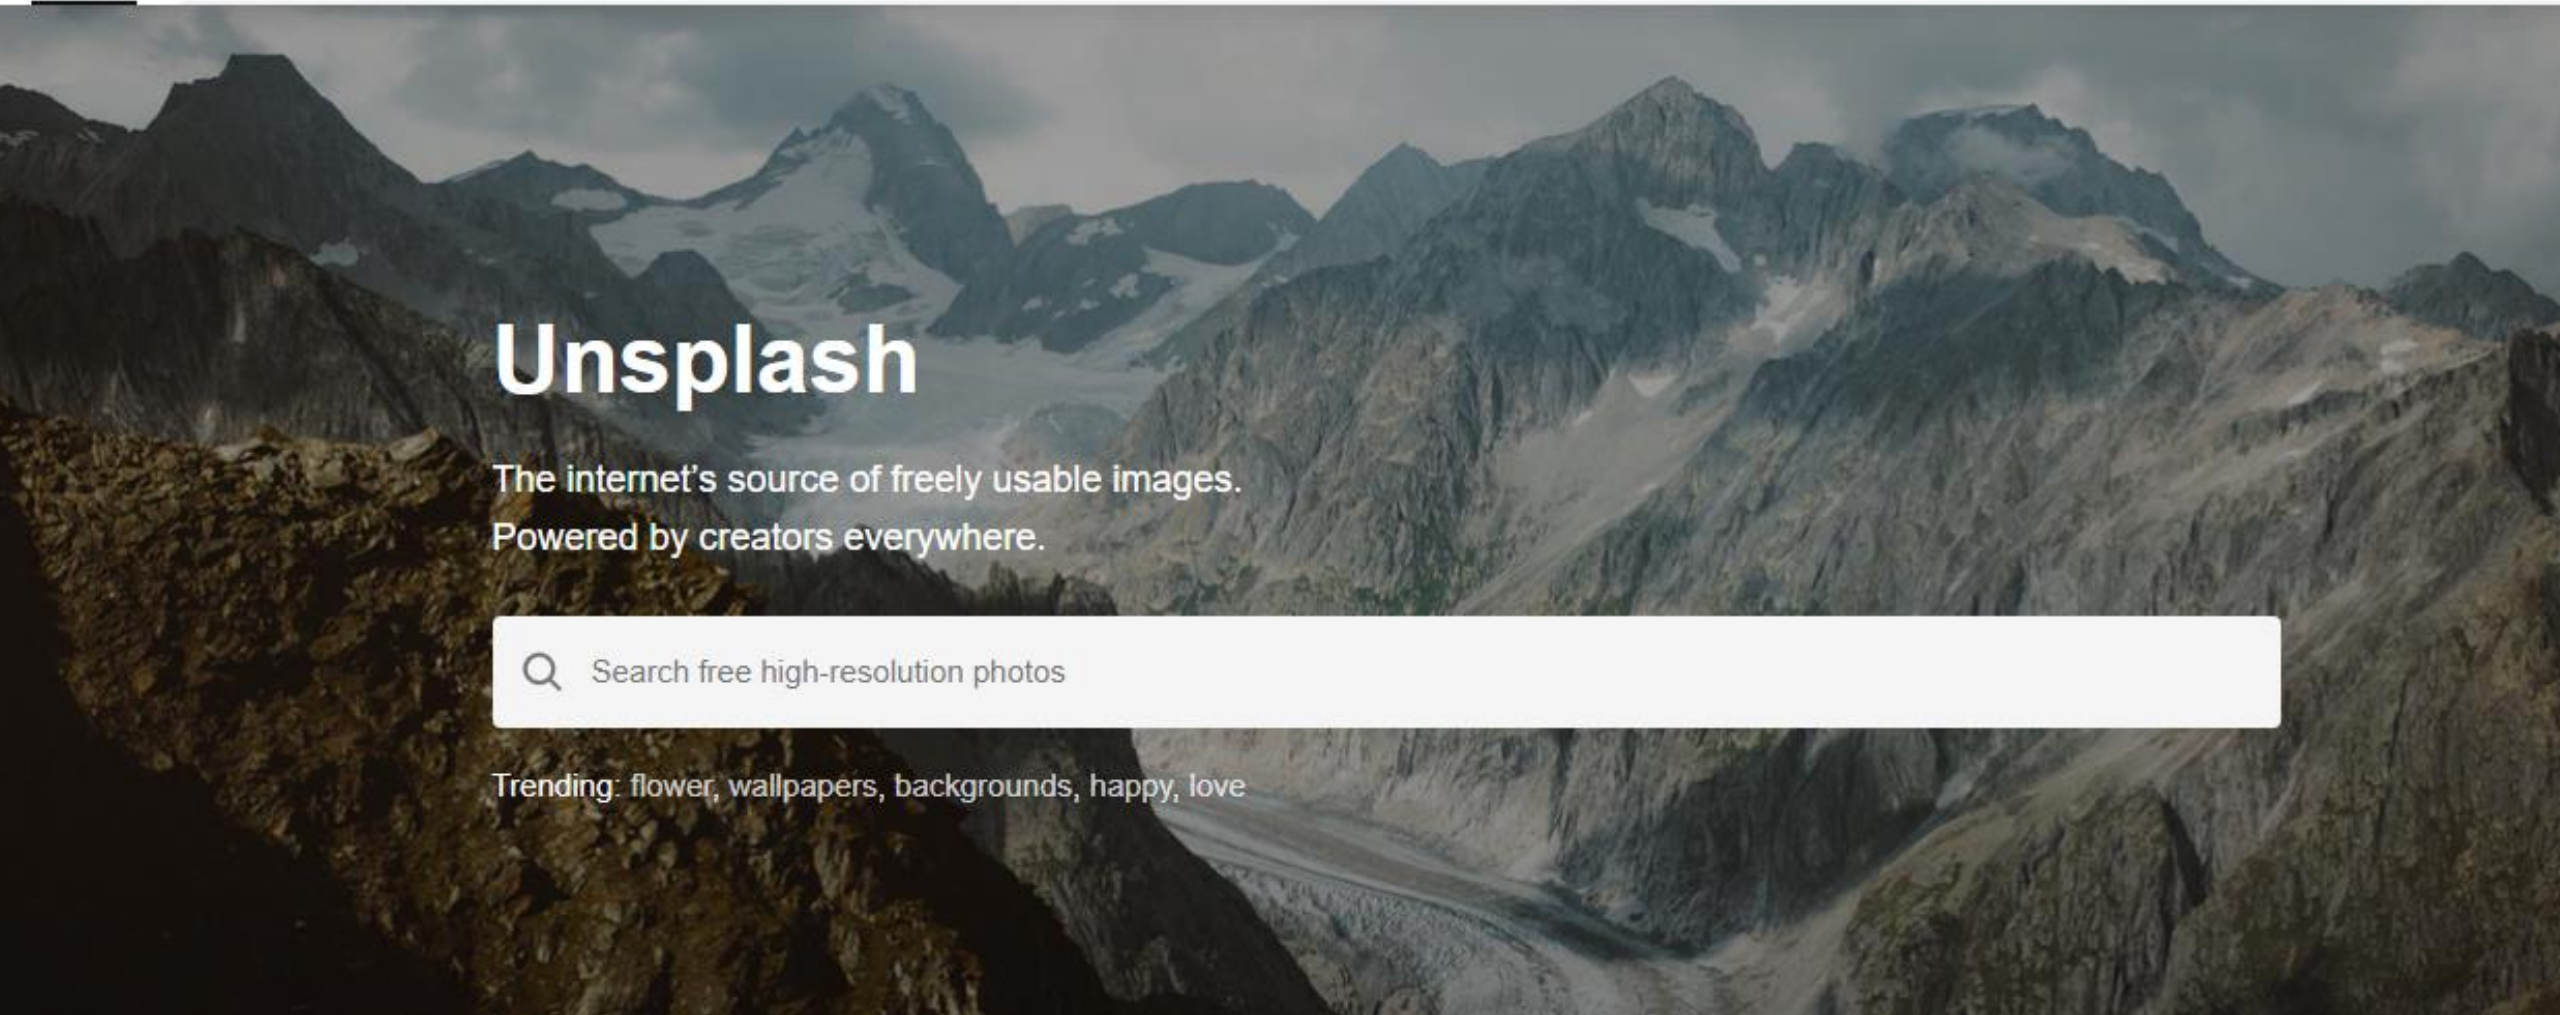 Unsplash
The internet’s source of freely usable images.
Powered by creators everywhere.
Search free high-resolution photos
Trending: flower, wallpapers, backgrounds, happy, love